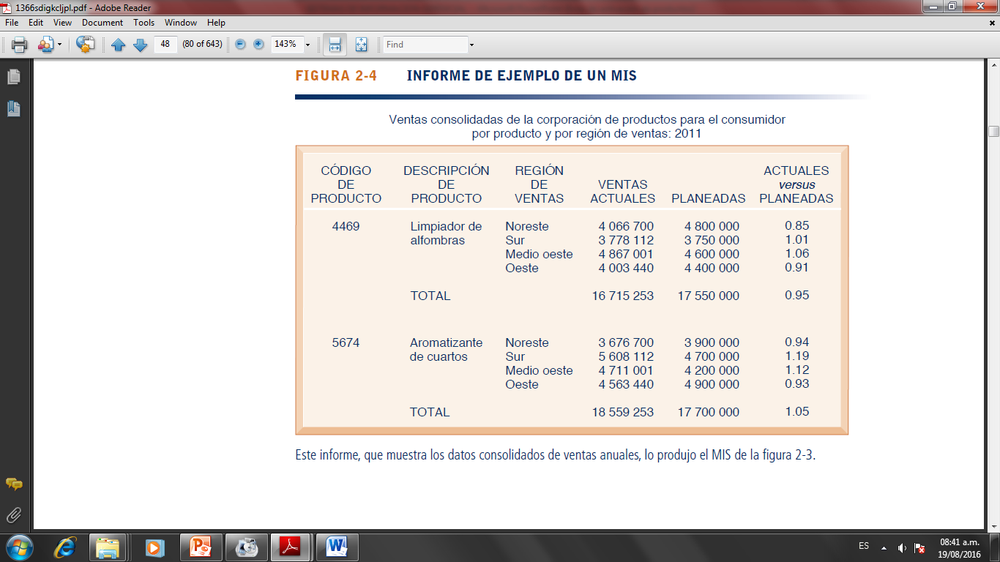 1366sdigkcljpl.pdf - Adobe Reader
File Edit View Document Tools Window Help
48 (80 of 643) 143% Find
FIGURA 2-4 INFORME DE EJEMPLO DE UN MIS
Ventas consolidadas de la corporación de productos para el consumidor
por producto y por región de ventas: 2011
CÓDIGO DESCRIPCIÓN REGIÓN ACTUALES
DE DE DE VENTAS versus
PRODUCTO PRODUCTO VENTAS ACTUALES PLANEADAS PLANEADAS
4469 Limpiador de Noreste 4 066 700 4 800 000 0.85
alfombras Sur 3 778 112 3 750 000 1.01
Medio oeste 4 867 001 4 600 000 1.06
Oeste 4 003 440 4 400 000 0.91
TOTAL 16 715 253 17 550 000 0.95
5674 Aromatizante Noreste 3 676 700 3 900 000 0.94
de cuartos Sur 5 608 112 4 700 000 1.19
Medio oeste 4 711 001 4 200 000 1.12
Oeste 4 563 440 4 900 000 0.93
TOTAL 18 559 253 17 700 000 1.05
Este informe, que muestra los datos consolidados de ventas anuales, lo produjo el MIS de la figura 2-3.
ES 08:41 a.m.
19/08/2016